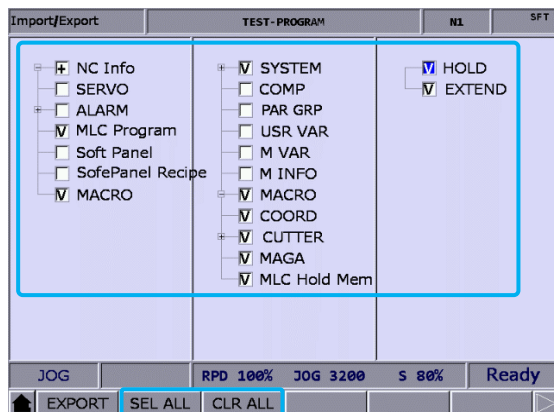 Import/Export TEST-PROGRAM N1 SFT
NC Info
SERVO
ALARM
V MLC Program
Soft Panel
SofePanel Recipe
V MACRO
V SYSTEM
COMP
PAR GRP
USR VAR
M VAR
M INFO
V MACRO
V COORD
V CUTTER
V MAGA
V MLC Hold Mem
V HOLD
V EXTEND
JOG RPD 100% JOG 3200 S 80% Ready
EXPORT SEL ALL CLR ALL